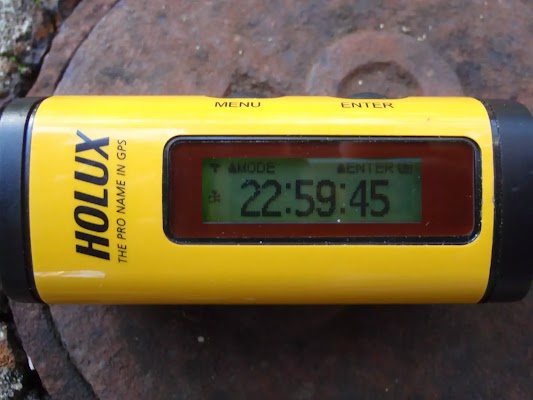 MENU ENTER
HOLUX
THE PRO NAME IN GPS
▲MODE ▲ENTER
22:59:45